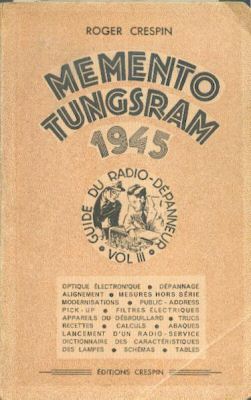 ROGER CRESPIN
MEMENTO
TUNGSRAM
1945
GUIDE DU RADIO-DÉPANNEUR
VOL III
OPTIQUE ÉLECTRONIQUE • DÉPANNAGE
ALIGNEMENT • MESURES HORS SÉRIE
MODERNISATIONS • PUBLIC-ADDRESS
PICK-UP • FILTRES ÉLECTRIQUES
APPAREILS DU DÉBROUILLARD • TRUCS
RECETTES • CALCULS • ABAQUES
LANCEMENT D'UN RADIO-SERVICE
DICTIONNAIRE DES CARACTÉRISTIQUES
DES LAMPES • SCHÉMAS • TABLES
ÉDITIONS CRESPIN